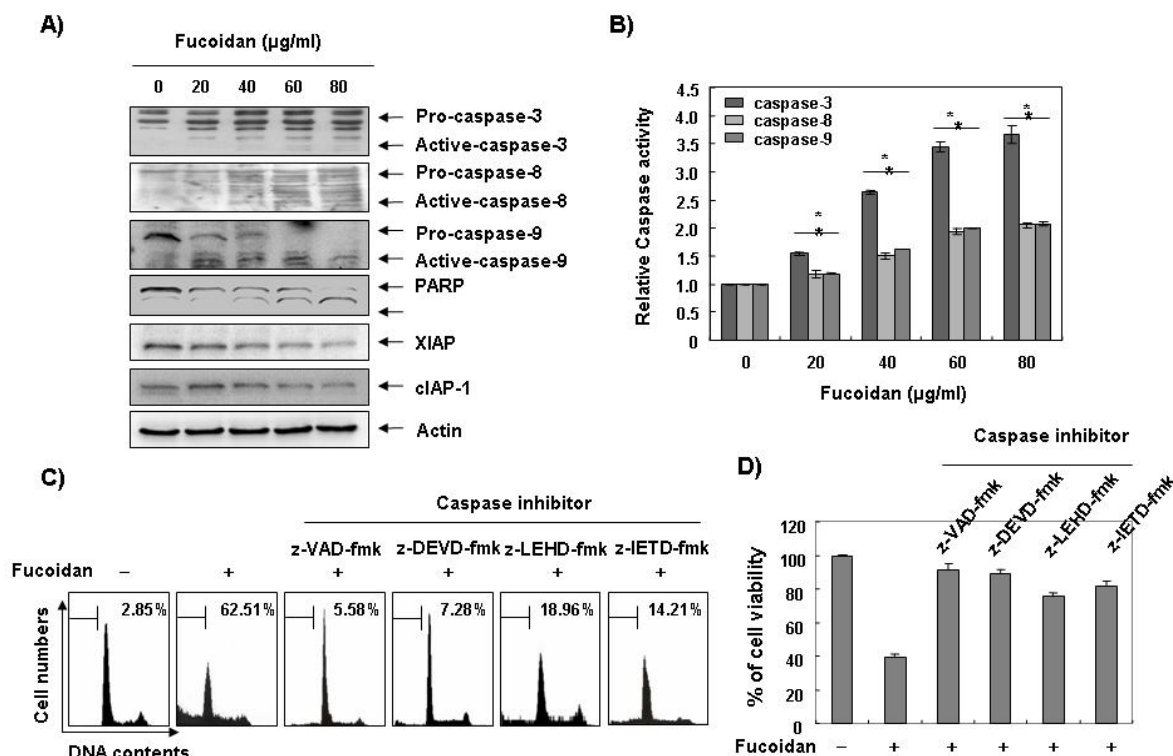 A)
Fucoidan (µg/ml)
0 20 40 60 80
Pro-caspase-3
Active-caspase-3
Pro-caspase-8
Active-caspase-8
Pro-caspase-9
Active-caspase-9
PARP
XIAP
cIAP-1
Actin
B)
Relative Caspase activity
4.5
4.0
3.5
3.0
2.5
2.0
1.5
1.0
0.5
0
caspase-3
caspase-8
caspase-9
* *
* *
* *
* *
0 20 40 60 80
Fucoidan (µg/ml)
C)
Caspase inhibitor
z-VAD-fmk z-DEVD-fmk z-LEHD-fmk z-IETD-fmk
Fucoidan – + + + + +
2.85% 62.51% 5.58% 7.28% 18.96% 14.21%
Cell numbers
DNA contents
D)
Caspase inhibitor
z-VAD-fmk
z-DEVD-fmk
z-LEHD-fmk
z-IETD-fmk
% of cell viability
120
100
80
60
40
20
0
Fucoidan – + + + + +